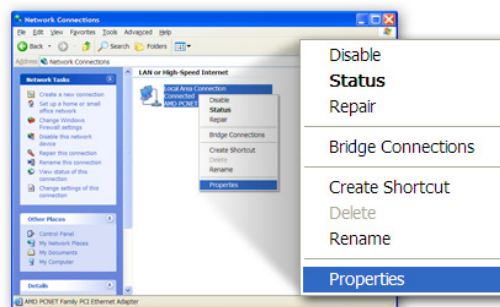 Network Connections
File Edit View Favorites Tools Advanced Help
Back Search Folders
Address Network Connections
Network Tasks
Create a new connection
Set up a home or small
office network
Change Windows
Firewall settings
Disable this network
device
Repair this connection
Rename this connection
View status of this
connection
Change settings of this
connection
Other Places
Control Panel
My Network Places
My Documents
My Computer
Details
LAN or High-Speed Internet
Local Area Connection
Connected
AMD PCNET
Disable
Status
Repair
Bridge Connections
Create Shortcut
Delete
Rename
Properties
AMD PCNET Family PCI Ethernet Adapter
Disable
Status
Repair
Bridge Connections
Create Shortcut
Delete
Rename
Properties